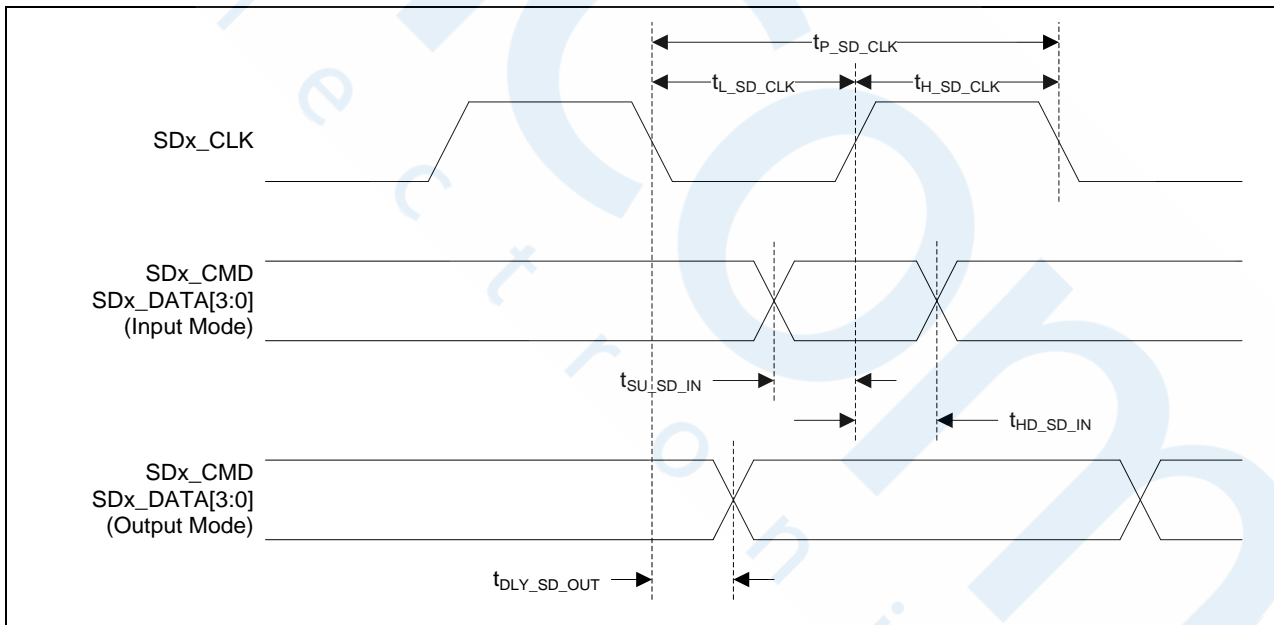 tP_SD_CLK
tL_SD_CLK
tH_SD_CLK
SDx_CLK
SDx_CMD
SDx_DATA[3:0]
(Input Mode)
tSU_SD_IN
tHD_SD_IN
SDx_CMD
SDx_DATA[3:0]
(Output Mode)
tDLY_SD_OUT